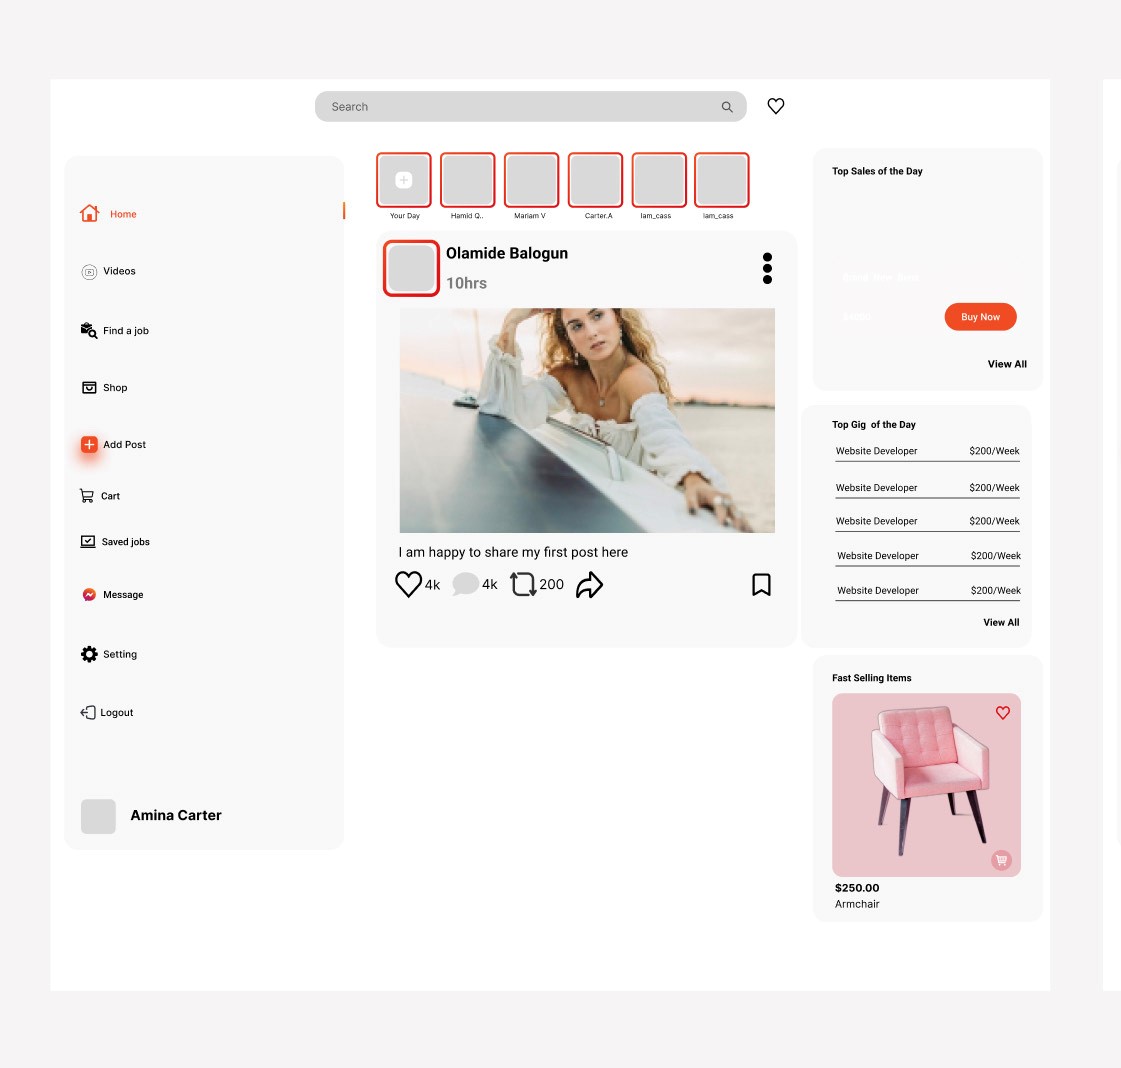 Search
Home
Videos
Find a job
Shop
Add Post
Cart
Saved jobs
Message
Setting
Logout
Amina Carter
Your Day
Hamid Q..
Mariam V
Carter.A
Iam_cass
Iam_cass
Olamide Balogun
10hrs
I am happy to share my first post here
4k
4k
200
Top Sales of the Day
Buy Now
View All
Top Gig of the Day
Website Developer $200/Week
Website Developer $200/Week
Website Developer $200/Week
Website Developer $200/Week
Website Developer $200/Week
View All
Fast Selling Items
$250.00
Armchair